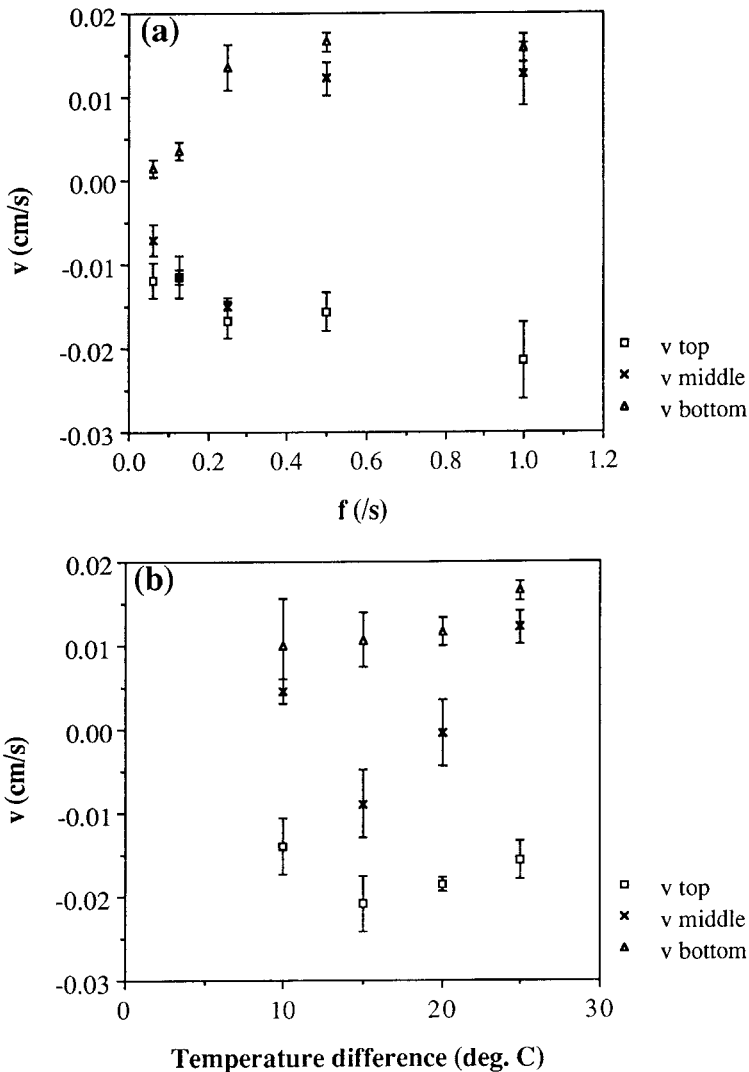 (a)
0.02
0.01
0.00
-0.01
-0.02
-0.03
v (cm/s)
0.0 0.2 0.4 0.6 0.8 1.0 1.2
f (/s)
v top
v middle
v bottom
(b)
0.02
0.01
0.00
-0.01
-0.02
-0.03
v (cm/s)
0 10 20 30
Temperature difference (deg. C)
v top
v middle
v bottom